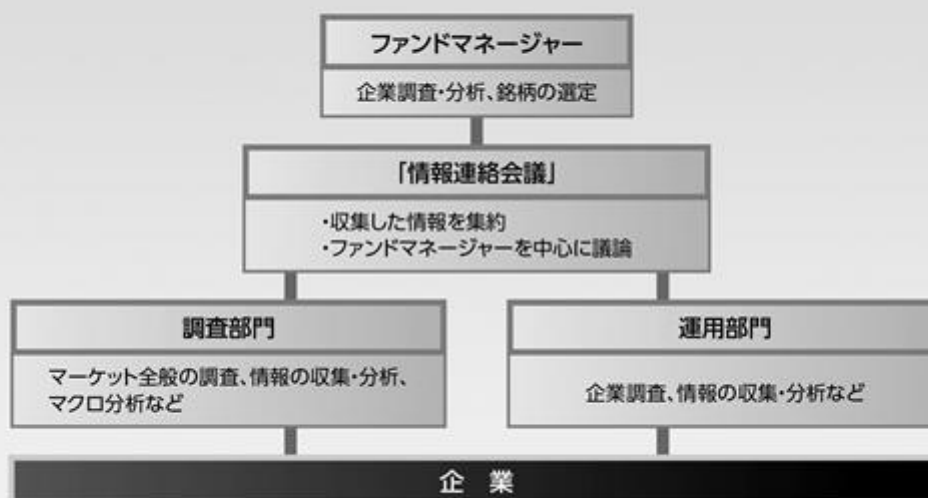 ファンドマネージャー
企業調査・分析、銘柄の選定
「情報連絡会議」
・収集した情報を集約
・ファンドマネージャーを中心に議論
調査部門
マーケット全般の調査、情報の収集・分析、
マクロ分析など
運用部門
企業調査、情報の収集・分析など
企 業